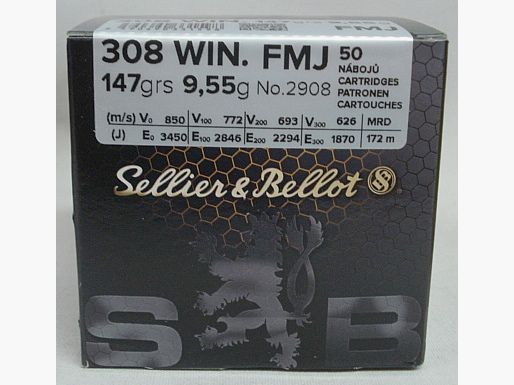 FMJ
308 WIN. FMJ 50
147grs 9,55g No.2908
NÁBOJŮ
CARTRIDGES
PATRONEN
CARTOUCHES
(m/s) V0 850 V100 772 V200 693 V300 626 MRD
(J) E0 3450 E100 2846 E200 2294 E300 1870 172 m
Sellier & Bellot
S B